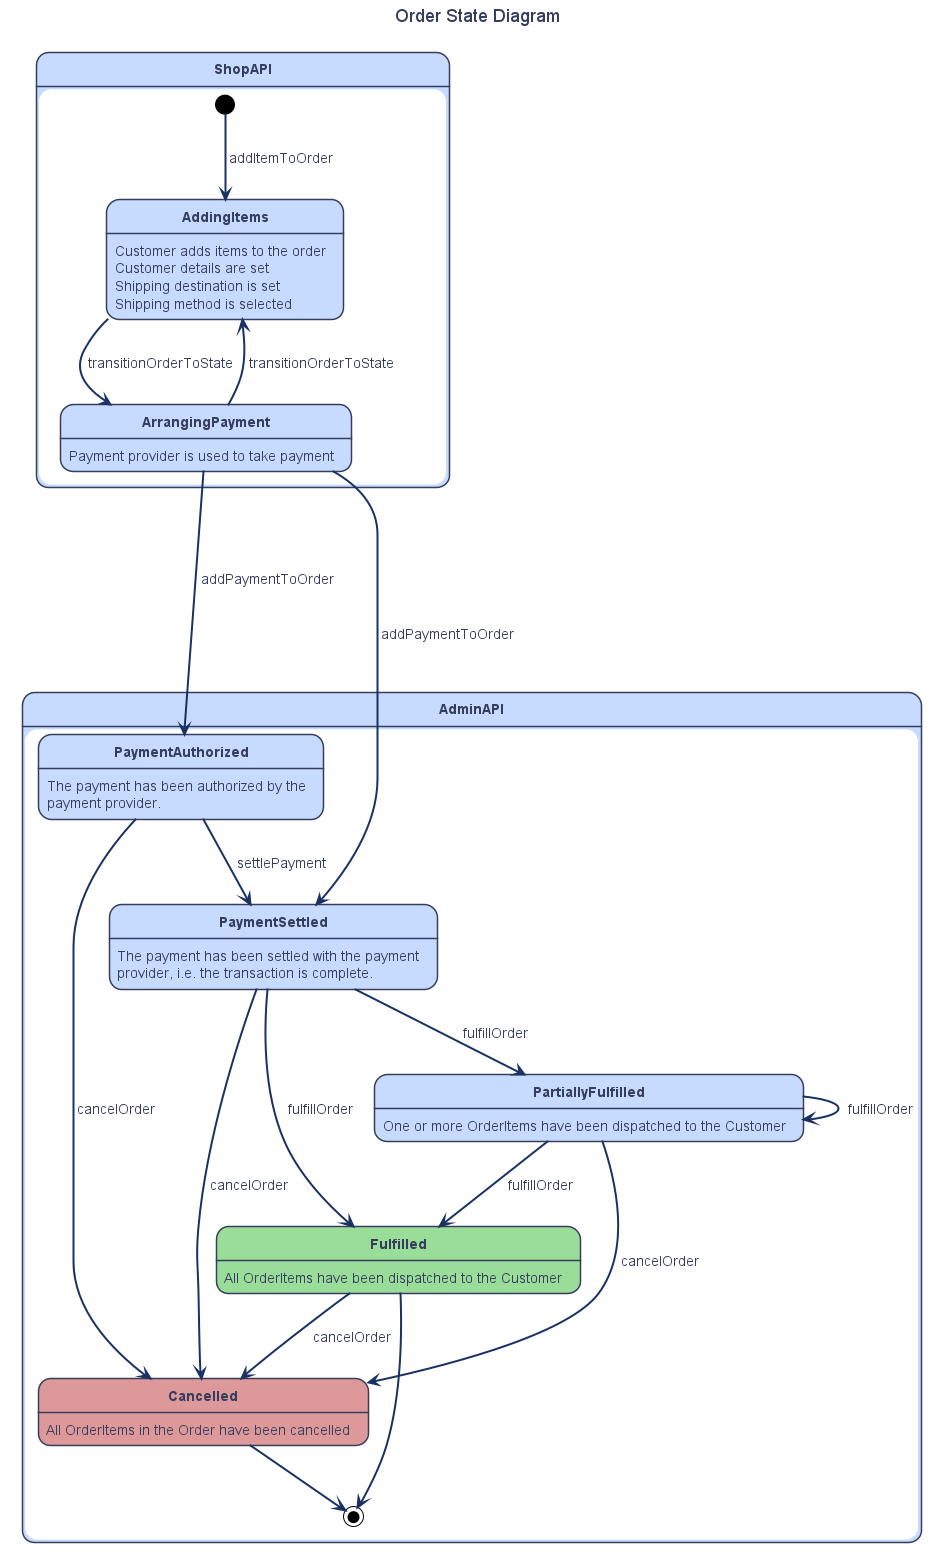 Order State Diagram
ShopAPI
addItemToOrder
AddingItems
Customer adds items to the order
Customer details are set
Shipping destination is set
Shipping method is selected
transitionOrderToState
transitionOrderToState
ArrangingPayment
Payment provider is used to take payment
addPaymentToOrder
addPaymentToOrder
AdminAPI
PaymentAuthorized
The payment has been authorized by the
payment provider.
settlePayment
PaymentSettled
The payment has been settled with the payment
provider, i.e. the transaction is complete.
fulfillOrder
PartiallyFulfilled
One or more OrderItems have been dispatched to the Customer
cancelOrder
fulfillOrder
fulfillOrder
cancelOrder
fulfillOrder
Fulfilled
All OrderItems have been dispatched to the Customer
cancelOrder
cancelOrder
Cancelled
All OrderItems in the Order have been cancelled